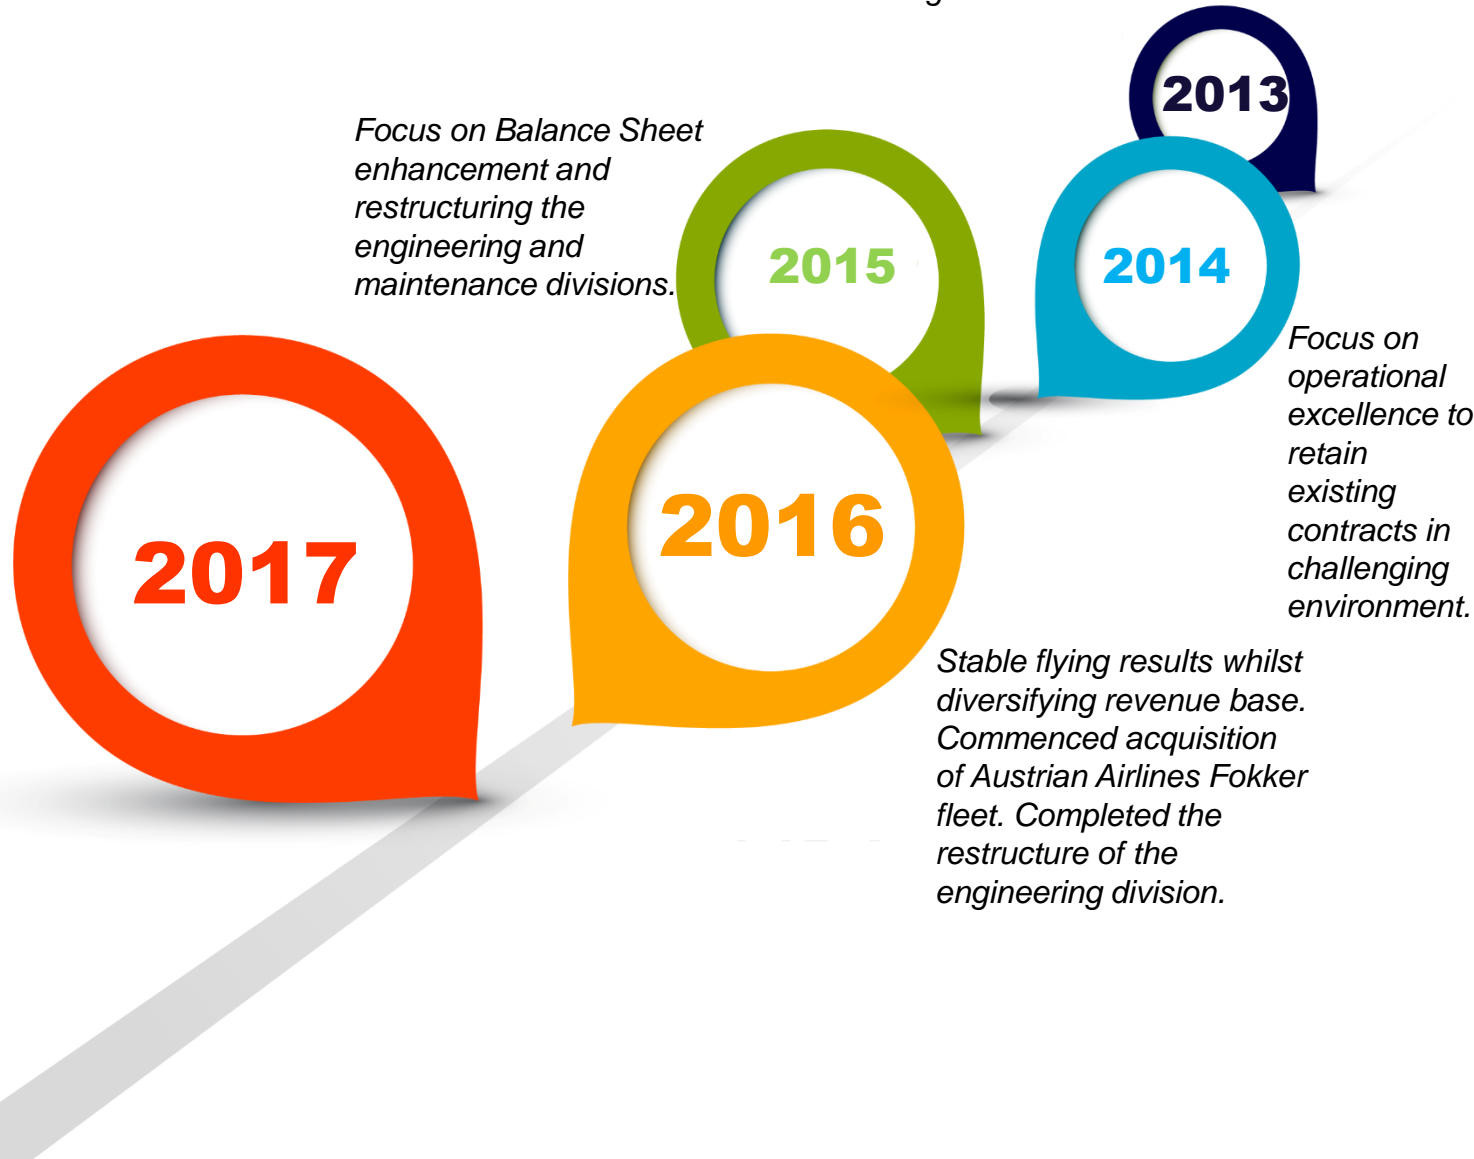 2013
Focus on Balance Sheet
enhancement and
restructuring the
engineering and
maintenance divisions.
2015
2014
Focus on
operational
excellence to
retain
existing
contracts in
challenging
environment.
2017
2016
Stable flying results whilst
diversifying revenue base.
Commenced acquisition
of Austrian Airlines Fokker
fleet. Completed the
restructure of the
engineering division.